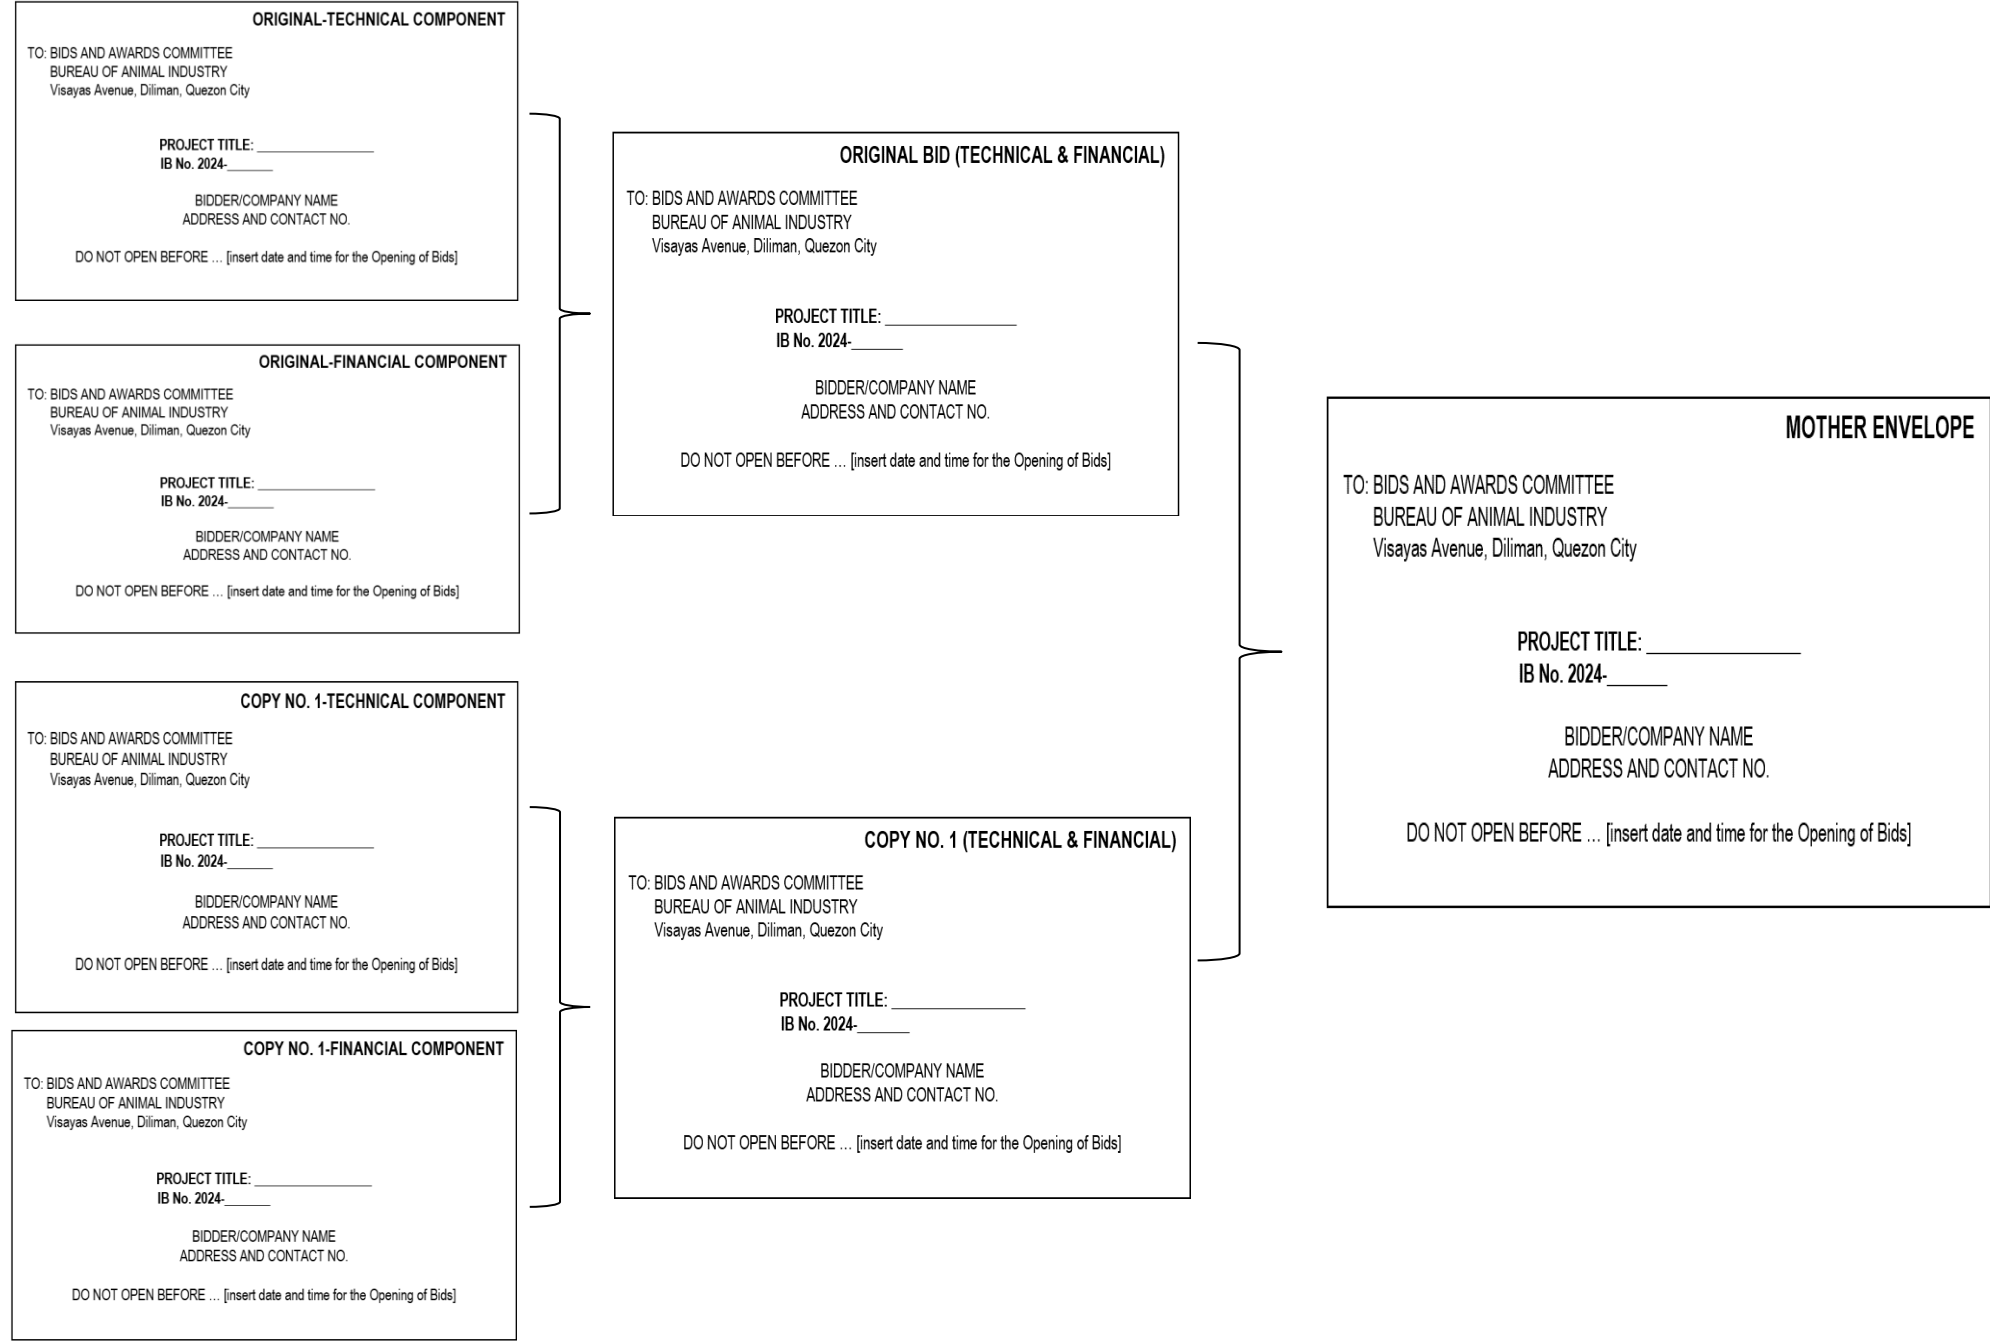 ORIGINAL-TECHNICAL COMPONENT
TO: BIDS AND AWARDS COMMITTEE
BUREAU OF ANIMAL INDUSTRY
Visayas Avenue, Diliman, Quezon City
PROJECT TITLE: _________________
IB No. 2024-_______
BIDDER/COMPANY NAME
ADDRESS AND CONTACT NO.
DO NOT OPEN BEFORE … [insert date and time for the Opening of Bids]
ORIGINAL-FINANCIAL COMPONENT
TO: BIDS AND AWARDS COMMITTEE
BUREAU OF ANIMAL INDUSTRY
Visayas Avenue, Diliman, Quezon City
PROJECT TITLE: _________________
IB No. 2024-_______
BIDDER/COMPANY NAME
ADDRESS AND CONTACT NO.
DO NOT OPEN BEFORE … [insert date and time for the Opening of Bids]
COPY NO. 1-TECHNICAL COMPONENT
TO: BIDS AND AWARDS COMMITTEE
BUREAU OF ANIMAL INDUSTRY
Visayas Avenue, Diliman, Quezon City
PROJECT TITLE: _________________
IB No. 2024-_______
BIDDER/COMPANY NAME
ADDRESS AND CONTACT NO.
DO NOT OPEN BEFORE … [insert date and time for the Opening of Bids]
COPY NO. 1-FINANCIAL COMPONENT
TO: BIDS AND AWARDS COMMITTEE
BUREAU OF ANIMAL INDUSTRY
Visayas Avenue, Diliman, Quezon City
PROJECT TITLE: _________________
IB No. 2024-_______
BIDDER/COMPANY NAME
ADDRESS AND CONTACT NO.
DO NOT OPEN BEFORE … [insert date and time for the Opening of Bids]
ORIGINAL BID (TECHNICAL & FINANCIAL)
TO: BIDS AND AWARDS COMMITTEE
BUREAU OF ANIMAL INDUSTRY
Visayas Avenue, Diliman, Quezon City
PROJECT TITLE: _________________
IB No. 2024-_______
BIDDER/COMPANY NAME
ADDRESS AND CONTACT NO.
DO NOT OPEN BEFORE … [insert date and time for the Opening of Bids]
COPY NO. 1 (TECHNICAL & FINANCIAL)
TO: BIDS AND AWARDS COMMITTEE
BUREAU OF ANIMAL INDUSTRY
Visayas Avenue, Diliman, Quezon City
PROJECT TITLE: _________________
IB No. 2024-_______
BIDDER/COMPANY NAME
ADDRESS AND CONTACT NO.
DO NOT OPEN BEFORE … [insert date and time for the Opening of Bids]
MOTHER ENVELOPE
TO: BIDS AND AWARDS COMMITTEE
BUREAU OF ANIMAL INDUSTRY
Visayas Avenue, Diliman, Quezon City
PROJECT TITLE: _________________
IB No. 2024-_______
BIDDER/COMPANY NAME
ADDRESS AND CONTACT NO.
DO NOT OPEN BEFORE … [insert date and time for the Opening of Bids]